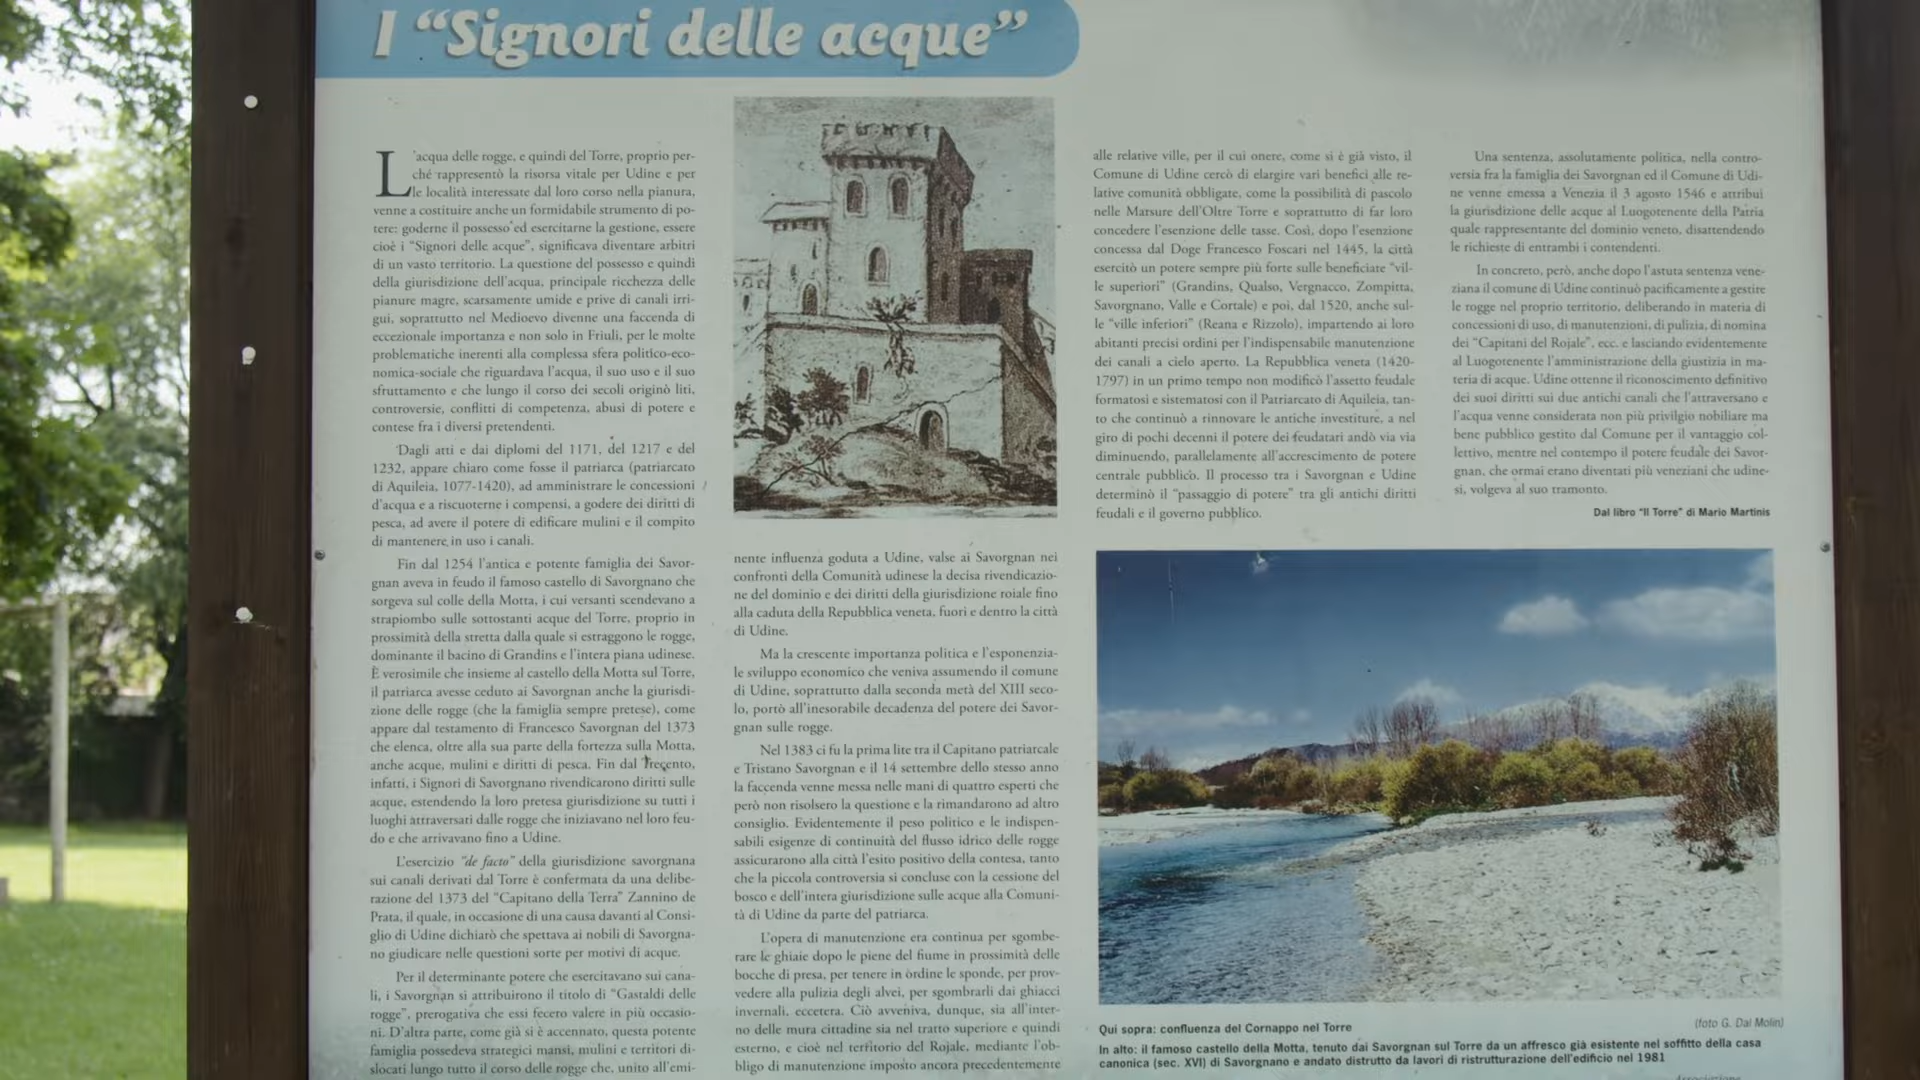 I “Signori delle acque”
L'acqua delle rogge, e quindi del Torre, proprio per-
ché rappresentò la risorsa vitale per Udine e per
le località interessate dal loro corso nella pianura,
venne a costituire anche un formidabile strumento di po-
tere: goderne il possesso ed esercitarne la gestione, essere
cioè i “Signori delle acque”, significava diventare arbitri
di un vasto territorio. La questione del possesso e quindi
della giurisdizione dell'acqua, principale ricchezza delle
pianure magre, scarsamente umide e prive di canali irri-
gui, soprattutto nel Medioevo divenne una faccenda di
eccezionale importanza e non solo in Friuli, per le molte
problematiche inerenti alla complessa sfera politico-eco-
nomica-sociale che riguardava l'acqua, il suo uso e il suo
sfruttamento e che lungo il corso dei secoli originò liti,
controversie, conflitti di competenza, abusi di potere e
contese fra i diversi pretendenti.
Dagli atti e dai diplomi del 1171, del 1217 e del
1232, appare chiaro come fosse il patriarca (patriarcato
di Aquileia, 1077-1420), ad amministrare le concessioni
d'acqua e a riscuoterne i compensi, a godere dei diritti di
pesca, ad avere il potere di edificare mulini e il compito
di mantenere in uso i canali.
Fin dal 1254 l'antica e potente famiglia dei Savor-
gnan aveva in feudo il famoso castello di Savorgnano che
sorgeva sul colle della Motta, i cui versanti scendevano a
strapiombo sulle sottostanti acque del Torre, proprio in
prossimità della stretta dalla quale si estraggono le rogge,
dominante il bacino di Grandins e l'intera piana udinese.
È verosimile che insieme al castello della Motta sul Torre,
il patriarca avesse ceduto ai Savorgnan anche la giurisdi-
zione delle rogge (che la famiglia sempre pretese), come
appare dal testamento di Francesco Savorgnan del 1373
che elenca, oltre alla sua parte della fortezza sulla Motta,
anche acque, mulini e diritti di pesca. Fin dal Trecento,
infatti, i Signori di Savorgnano rivendicarono diritti sulle
acque, estendendo la loro pretesa giurisdizione su tutti i
luoghi attraversati dalle rogge che iniziavano nel loro feu-
do e che arrivavano fino a Udine.
L'esercizio “de facto” della giurisdizione savorgnana
sui canali derivati dal Torre è confermata da una delibe-
razione del 1373 del “Capitano della Terra” Zannino de
Prata, il quale, in occasione di una causa davanti al Consi-
glio di Udine dichiarò che spettava ai nobili di Savorgna-
no giudicare nelle questioni sorte per motivi di acque.
Per il determinante potere che esercitavano sui cana-
li, i Savorgnan si attribuirono il titolo di “Gastaldi delle
rogge”, prerogativa che essi fecero valere in più occasio-
ni. D'altra parte, come già si è accennato, questa potente
famiglia possedeva strategici mansi, mulini e territori di-
slocati lungo tutto il corso delle rogge che, unito all'emi-
nente influenza goduta a Udine, valse ai Savorgnan nei
confronti della Comunità udinese la decisa rivendicazio-
ne del dominio e dei diritti della giurisdizione roiale fino
alla caduta della Repubblica veneta, fuori e dentro la città
di Udine.
Ma la crescente importanza politica e l'esponenzia-
le sviluppo economico che veniva assumendo il comune
di Udine, soprattutto dalla seconda metà del XIII seco-
lo, portò all'inesorabile decadenza del potere dei Savor-
gnan sulle rogge.
Nel 1383 ci fu la prima lite tra il Capitano patriarcale
e Tristano Savorgnan e il 14 settembre dello stesso anno
la faccenda venne messa nelle mani di quattro esperti che
però non risolsero la questione e la rimandarono ad altro
consiglio. Evidentemente il peso politico e le indispen-
sabili esigenze di continuità del flusso idrico delle rogge
assicurarono alla città l'esito positivo della contesa, tanto
che la piccola controversia si concluse con la cessione del
bosco e dell'intera giurisdizione sulle acque alla Comuni-
tà di Udine da parte del patriarca.
L'opera di manutenzione era continua per sgombe-
rare le ghiaie dopo le piene del fiume in prossimità delle
bocche di presa, per tenere in ordine le sponde, per prov-
vedere alla pulizia degli alvei, per sgombrarli dai ghiacci
invernali, eccetera. Ciò avveniva, dunque, sia all'inter-
no delle mura cittadine sia nel tratto superiore e quindi
esterno, e cioè nel territorio del Rojale, mediante l'ob-
bligo di manutenzione imposto ancora precedentemente
alle relative ville, per il cui onere, come si è già visto, il
Comune di Udine cercò di elargire vari benefici alle re-
lative comunità obbligate, come la possibilità di pascolo
nelle Marsure dell'Oltre Torre e soprattutto di far loro
concedere l'esenzione delle tasse. Così, dopo l'esenzione
concessa dal Doge Francesco Foscari nel 1445, la città
esercitò un potere sempre più forte sulle beneficiate “vil-
le superiori” (Grandins, Qualso, Vergnacco, Zompitta,
Savorgnano, Valle e Cortale) e poi, dal 1520, anche sul-
le “ville inferiori” (Reana e Rizzolo), impartendo ai loro
abitanti precisi ordini per l'indispensabile manutenzione
dei canali a cielo aperto. La Repubblica veneta (1420-
1797) in un primo tempo non modificò l'assetto feudale
formatosi e sistematosi con il Patriarcato di Aquileia, tan-
to che continuò a rinnovare le antiche investiture, a nel
giro di pochi decenni il potere dei feudatari andò via via
diminuendo, parallelamente all'accrescimento de potere
centrale pubblico. Il processo tra i Savorgnan e Udine
determinò il “passaggio di potere” tra gli antichi diritti
feudali e il governo pubblico.
Una sentenza, assolutamente politica, nella contro-
versia fra la famiglia dei Savorgnan ed il Comune di Udi-
ne venne emessa a Venezia il 3 agosto 1546 e attribuì
la giurisdizione delle acque al Luogotenente della Patria
quale rappresentante del dominio veneto, disattendendo
le richieste di entrambi i contendenti.
In concreto, però, anche dopo l'astuta sentenza vene-
ziana il comune di Udine continuò pacificamente a gestire
le rogge nel proprio territorio, deliberando in materia di
concessioni di uso, di manutenzioni, di pulizia, di nomina
dei “Capitani del Rojale”, ecc. e lasciando evidentemente
al Luogotenente l'amministrazione della giustizia in ma-
teria di acque. Udine ottenne il riconoscimento definitivo
dei suoi diritti sui due antichi canali che l'attraversano e
l'acqua venne considerata non più privilgio nobiliare ma
bene pubblico gestito dal Comune per il vantaggio col-
lettivo, mentre nel contempo il potere feudale dei Savor-
gnan, che ormai erano diventati più veneziani che udine-
si, volgeva al suo tramonto.
Dal libro “Il Torre” di Mario Martinis
Qui sopra: confluenza del Cornappo nel Torre
(foto G. Dal Molin)
In alto: il famoso castello della Motta, tenuto dai Savorgnan sul Torre da un affresco già esistente nel soffitto della casa
canonica (sec. XVI) di Savorgnano e andato distrutto da lavori di ristrutturazione dell'edificio nel 1981